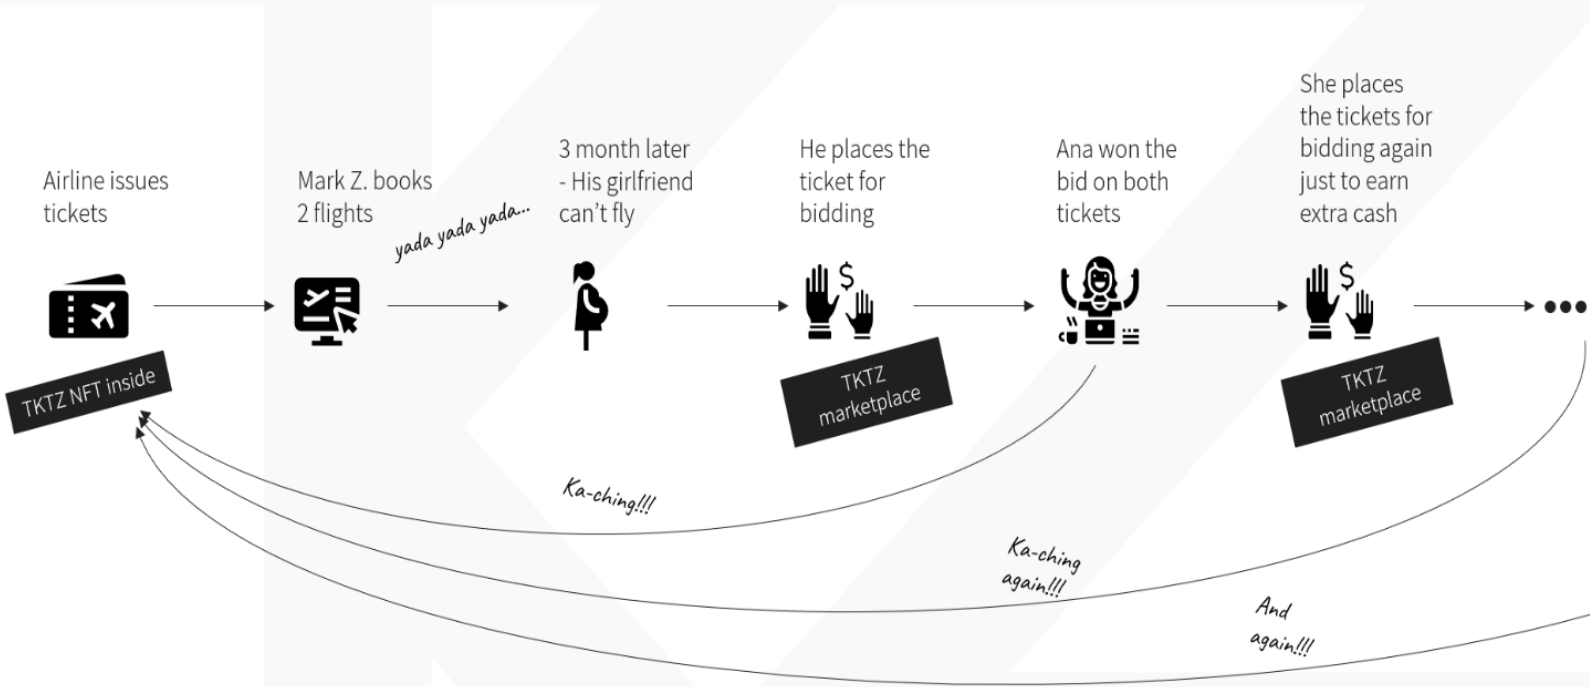 Airline issues
tickets
Mark Z. books
2 flights
yada yada yada...
3 month later
- His girlfriend
can't fly
He places the
ticket for
bidding
Ana won the
bid on both
tickets
She places
the tickets for
bidding again
just to earn
extra cash
$
$
TKTZ NFT inside
TKTZ
marketplace
TKTZ
marketplace
Ka-ching!!!
Ka-ching
again!!!
And
again!!!